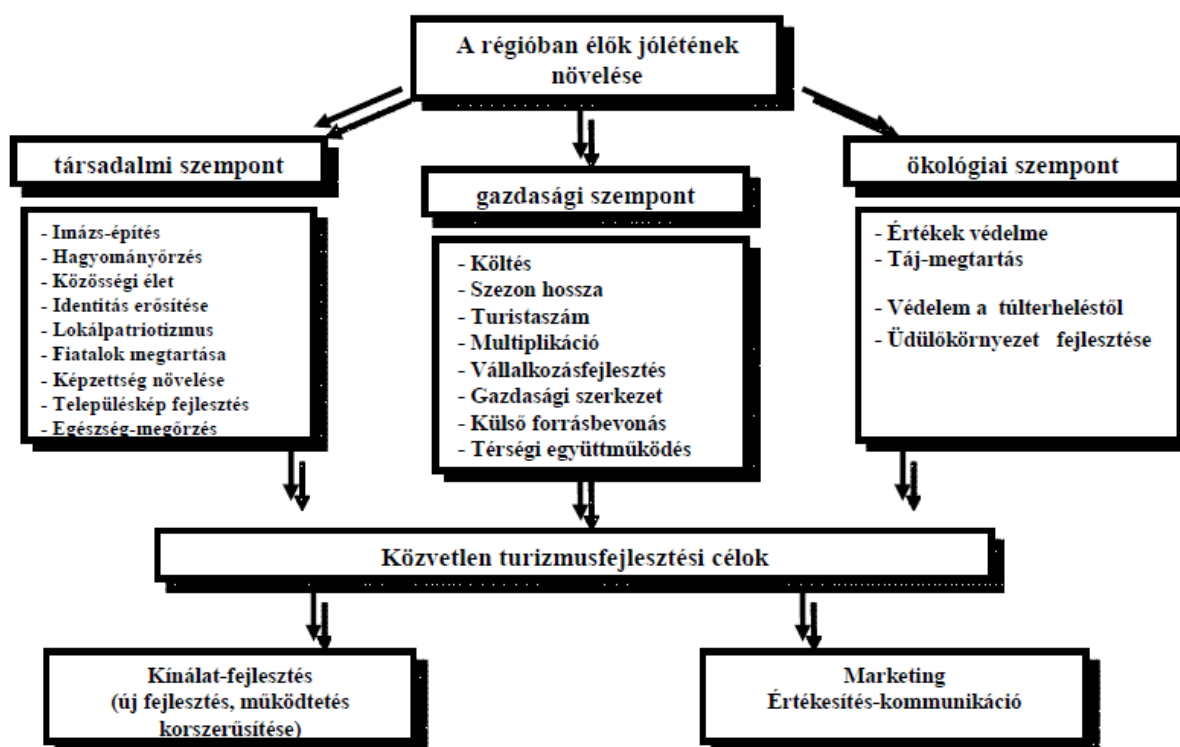 A régióban élők jólétének
növelése
társadalmi szempont
- Imázs-építés
- Hagyományőrzés
- Közösségi élet
- Identitás erősítése
- Lokálpatriotizmus
- Fiatalok megtartása
- Képzettség növelése
- Településkép fejlesztés
- Egészség-megőrzés
gazdasági szempont
- Költés
- Szezon hossza
- Turistaszám
- Multiplikáció
- Vállalkozásfejlesztés
- Gazdasági szerkezet
- Külső forrásbevonás
- Térségi együttműködés
ökológiai szempont
- Értékek védelme
- Táj-megtartás
- Védelem a túlterheléstől
- Üdülőkörnyezet fejlesztése
Közvetlen turizmusfejlesztési célok
Kínálat-fejlesztés
(új fejlesztés, működtetés
korszerűsítése)
Marketing
Értékesítés-kommunikáció